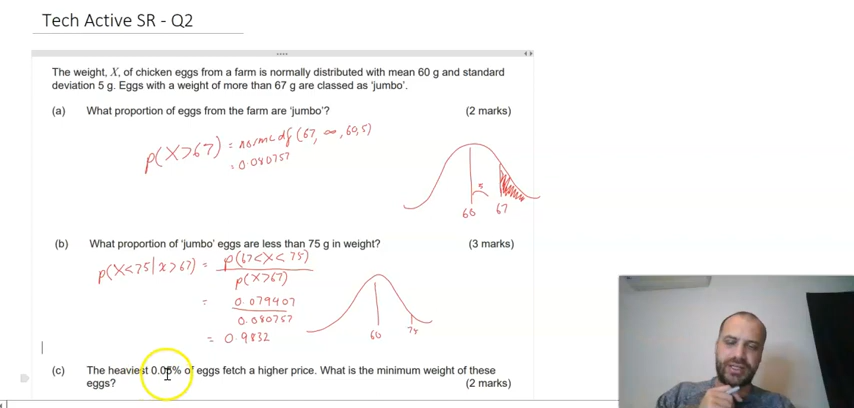 Tech Active SR - Q2
The weight, X, of chicken eggs from a farm is normally distributed with mean 60 g and standard
deviation 5 g. Eggs with a weight of more than 67 g are classed as 'jumbo'.
(a) What proportion of eggs from the farm are 'jumbo'? (2 marks)
p(X>67) = normcdf(67, ∞, 60, 5)
= 0.080757
5
60 67
(b) What proportion of 'jumbo' eggs are less than 75 g in weight? (3 marks)
p(X<75|x>67) = p(67<X<75)
p(X>67)
= 0.079407
0.080757
= 0.9832
60
(c) The heaviest 0.05% of eggs fetch a higher price. What is the minimum weight of these
eggs? (2 marks)